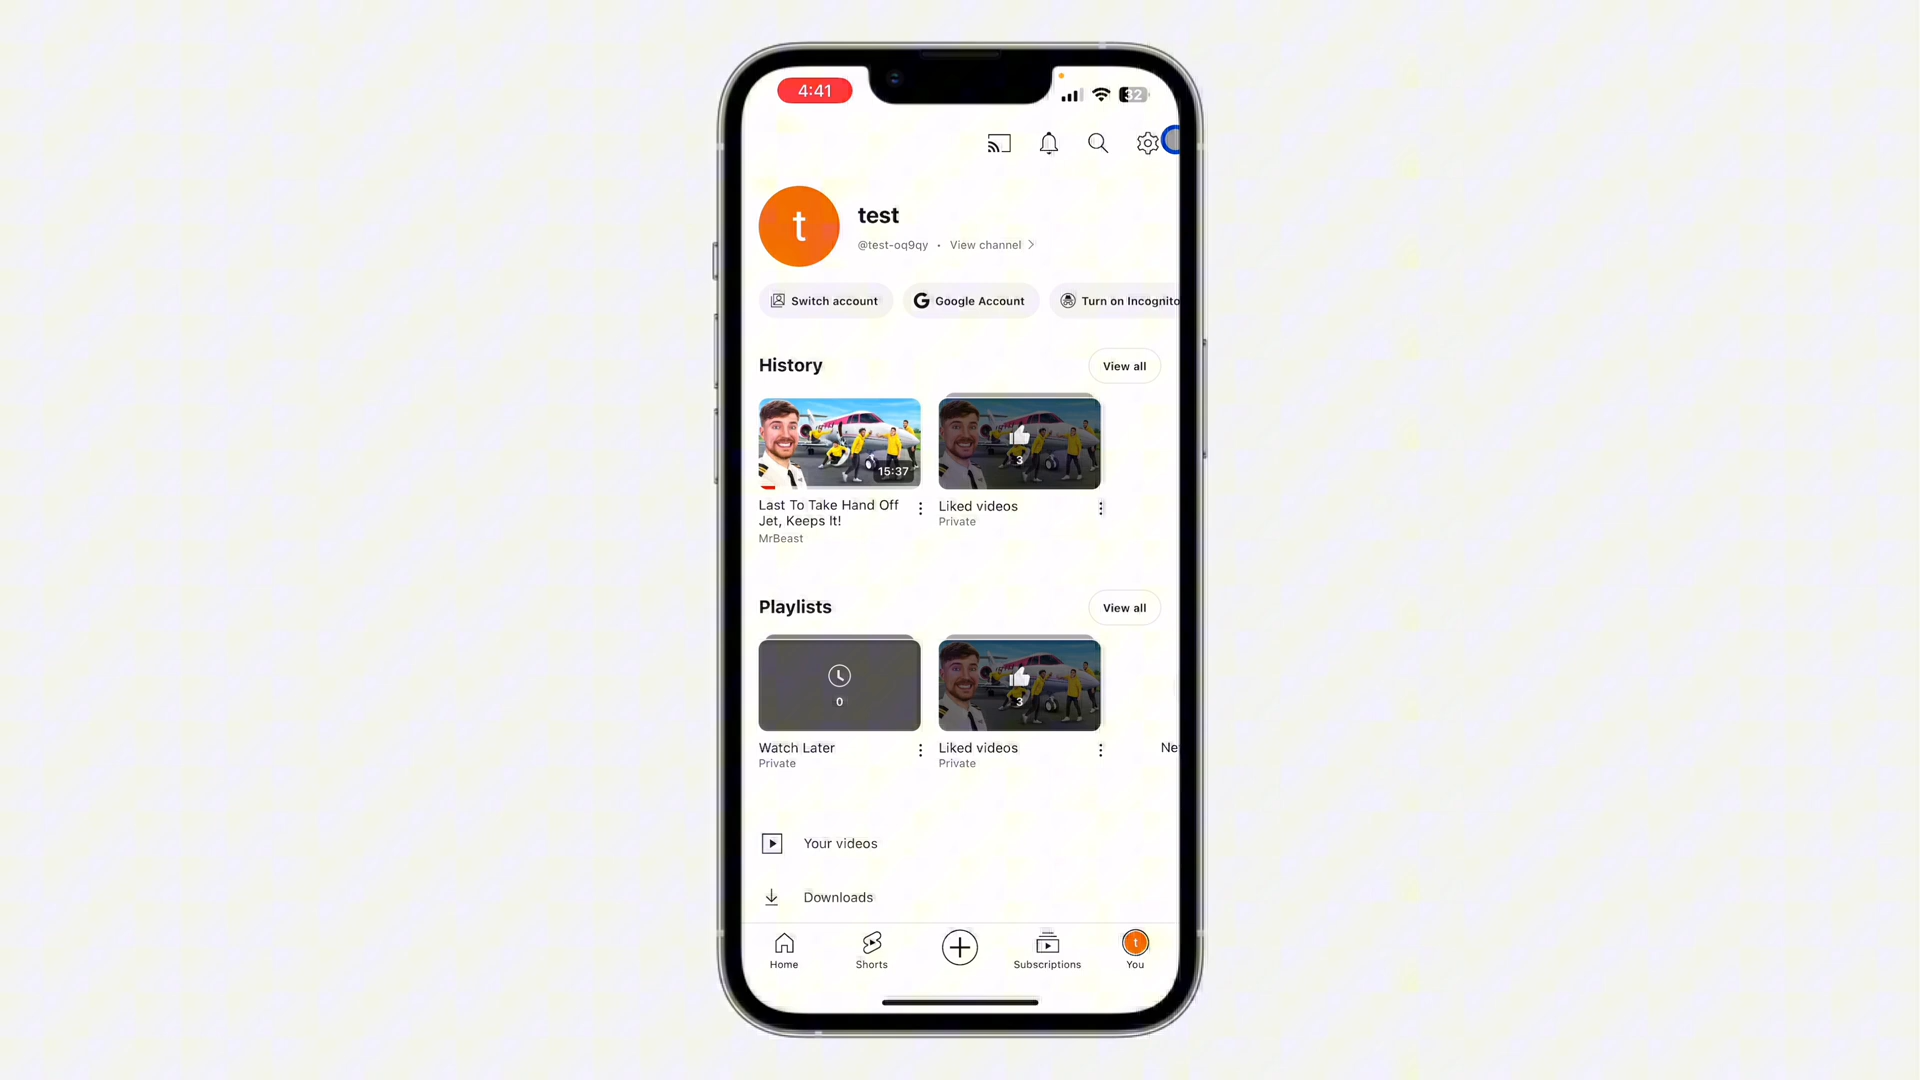 4:41
32
t
test
@test-oq9qy • View channel
Switch account
Google Account
Turn on Incognito
History
View all
15:37
3
Last To Take Hand Off
Jet, Keeps It!
MrBeast
Liked videos
Private
Playlists
View all
0
3
Watch Later
Private
Liked videos
Private
Ne
Your videos
Downloads
t
Home
Shorts
Subscriptions
You